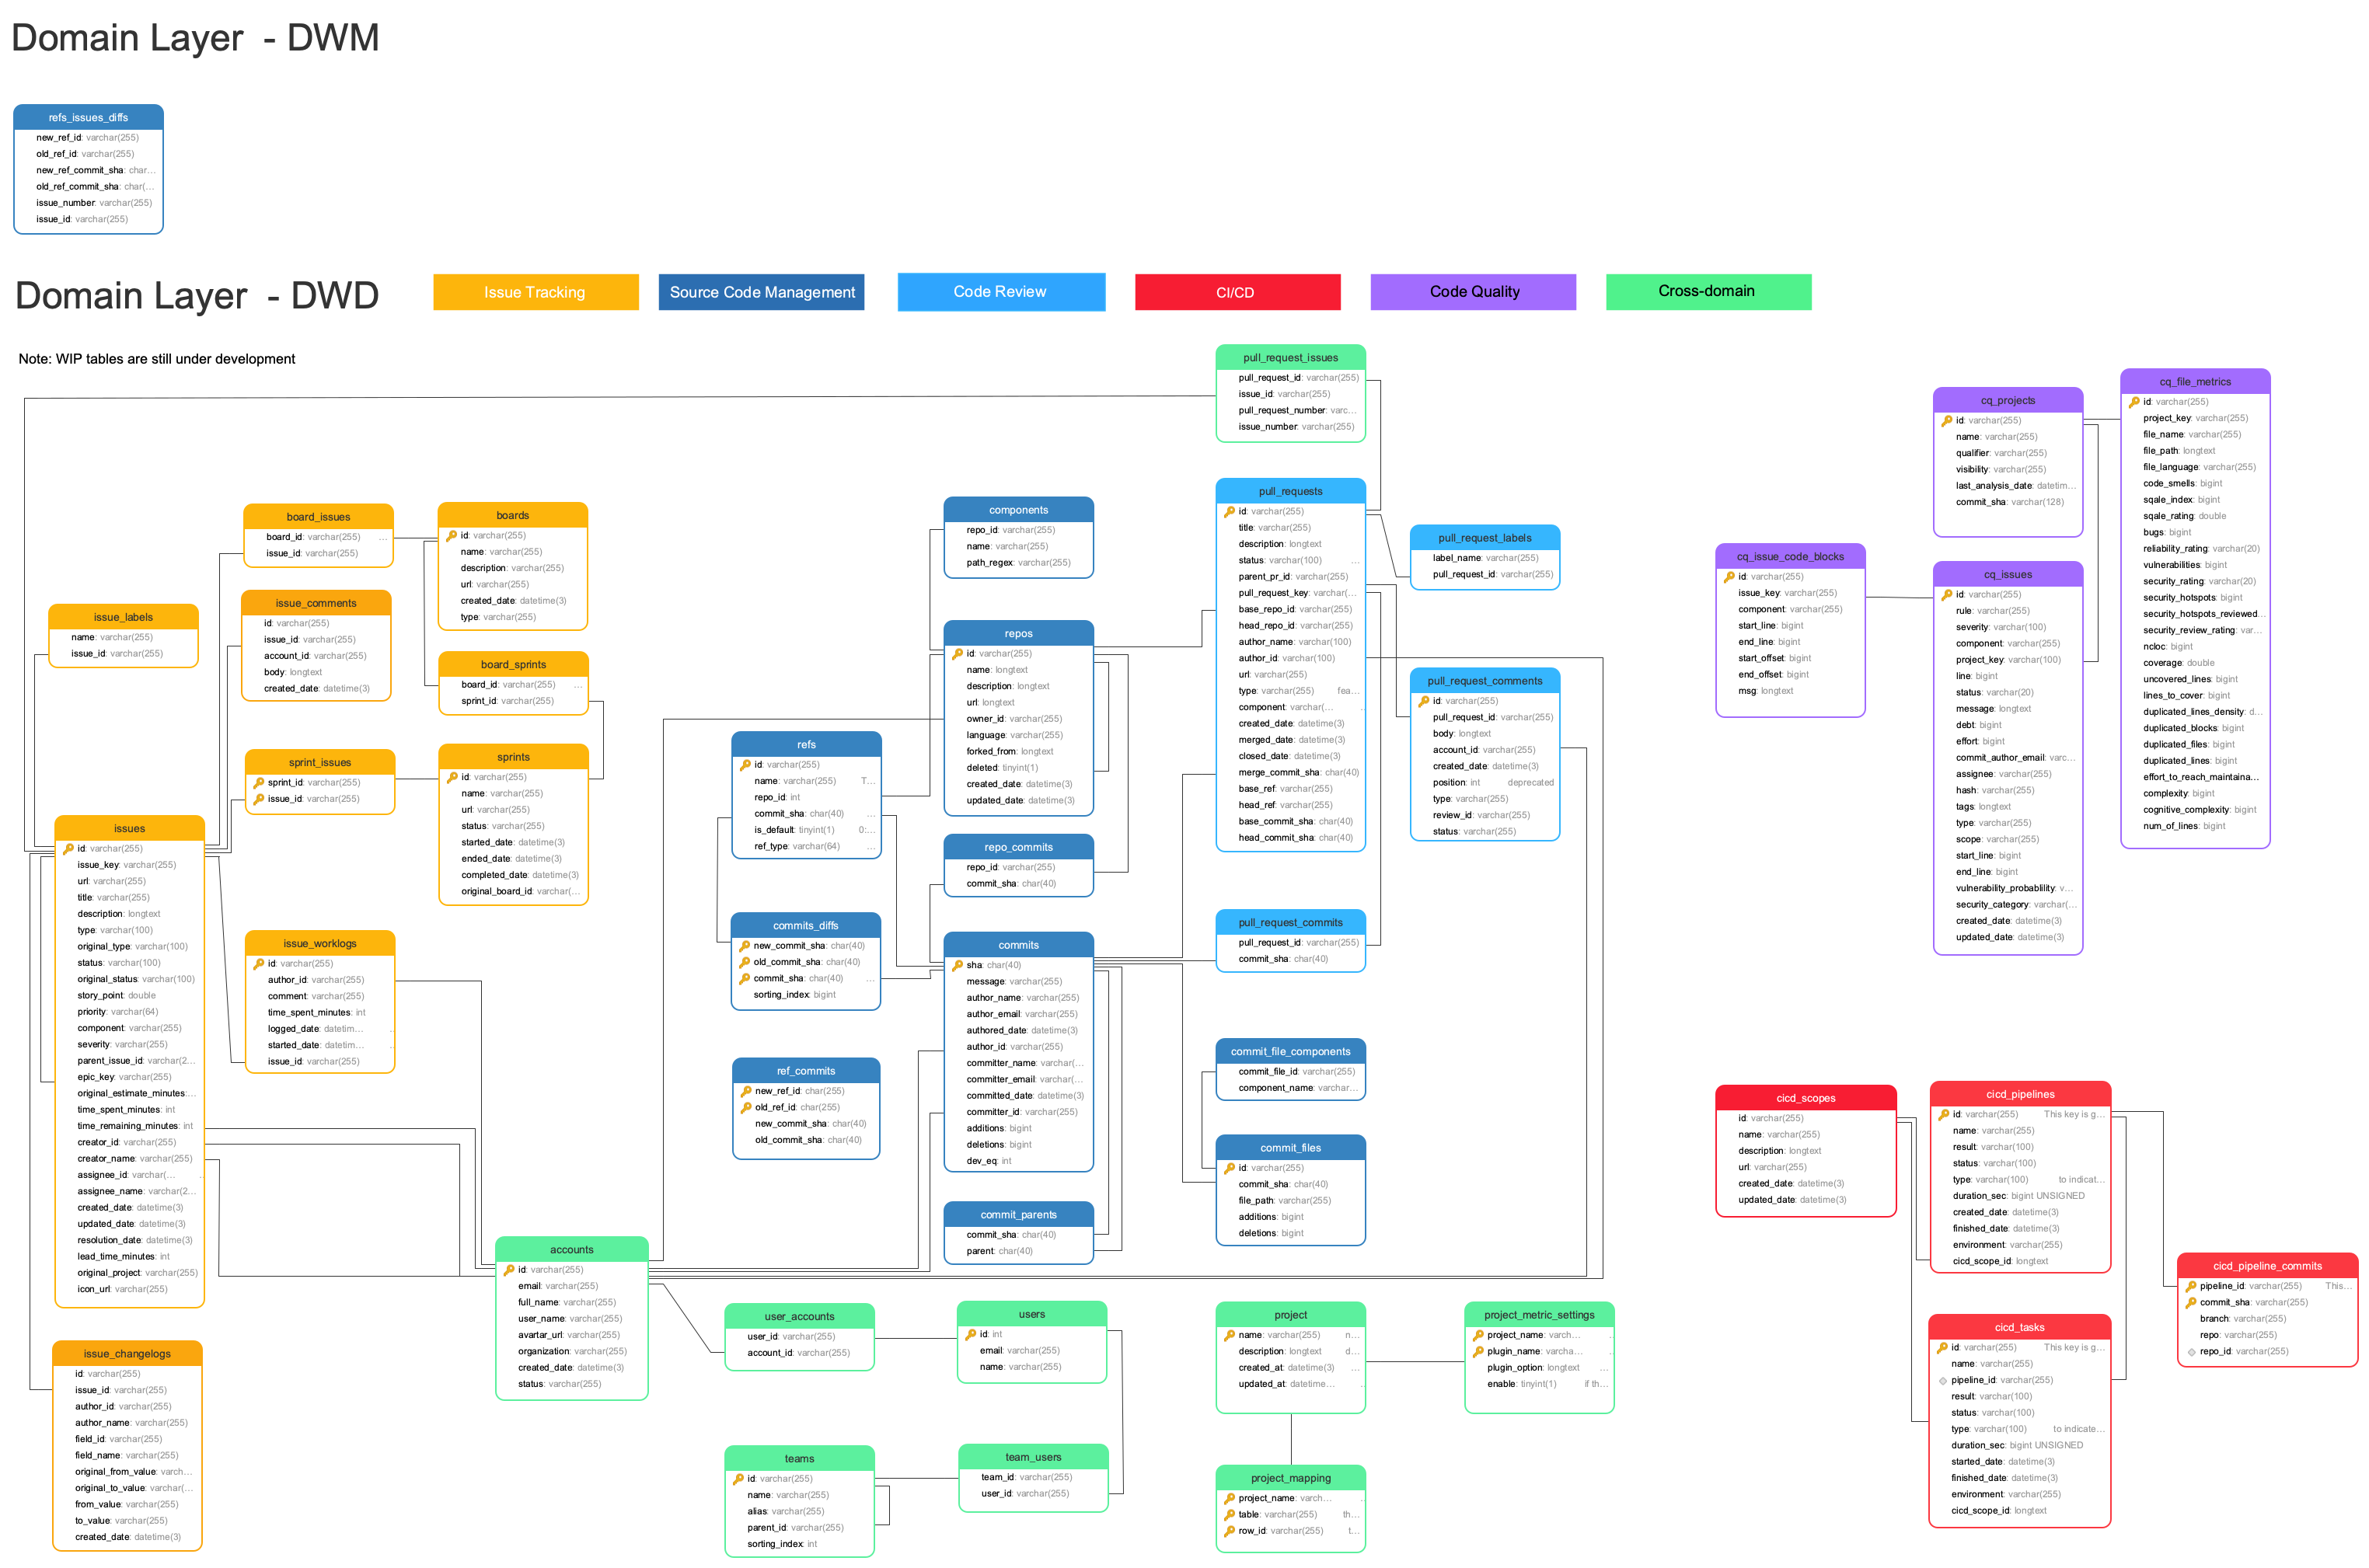 Domain Layer - DWM
refs_issues_diffs
new_ref_id: varchar(255)
old_ref_id: varchar(255)
new_ref_commit_sha: char...
old_ref_commit_sha: char(...
issue_number: varchar(255)
issue_id: varchar(255)
Domain Layer - DWD
Issue Tracking
Source Code Management
Code Review
CI/CD
Code Quality
Cross-domain
Note: WIP tables are still under development
pull_request_issues
pull_request_id: varchar(255)
issue_id: varchar(255)
pull_request_number: varc...
issue_number: varchar(255)
board_issues
board_id: varchar(255) ...
issue_id: varchar(255)
boards
id: varchar(255)
name: varchar(255)
description: varchar(255)
url: varchar(255)
created_date: datetime(3)
type: varchar(255)
issue_labels
name: varchar(255)
issue_id: varchar(255)
issue_comments
id: varchar(255)
issue_id: varchar(255)
account_id: varchar(255)
body: longtext
created_date: datetime(3)
board_sprints
board_id: varchar(255) ...
sprint_id: varchar(255)
sprint_issues
sprint_id: varchar(255)
issue_id: varchar(255)
sprints
id: varchar(255)
name: varchar(255)
url: varchar(255)
status: varchar(255)
started_date: datetime(3)
ended_date: datetime(3)
completed_date: datetime(3)
original_board_id: varchar(...
issues
id: varchar(255)
issue_key: varchar(255)
url: varchar(255)
title: varchar(255)
description: longtext
type: varchar(100)
original_type: varchar(100)
status: varchar(100)
original_status: varchar(100)
story_point: double
priority: varchar(64)
component: varchar(255)
severity: varchar(255)
parent_issue_id: varchar(2...
epic_key: varchar(255)
original_estimate_minutes:...
time_spent_minutes: int
time_remaining_minutes: int
creator_id: varchar(255)
creator_name: varchar(255)
assignee_id: varchar(... ..
assignee_name: varchar(2...
created_date: datetime(3)
updated_date: datetime(3)
resolution_date: datetime(3)
lead_time_minutes: int
original_project: varchar(255)
icon_url: varchar(255)
issue_worklogs
id: varchar(255)
author_id: varchar(255)
comment: varchar(255)
time_spent_minutes: int
logged_date: datetim... ..
started_date: datetim... ..
issue_id: varchar(255)
issue_changelogs
id: varchar(255)
issue_id: varchar(255)
author_id: varchar(255)
author_name: varchar(255)
field_id: varchar(255)
field_name: varchar(255)
original_from_value: varch...
original_to_value: varchar(...
from_value: varchar(255)
to_value: varchar(255)
created_date: datetime(3)
accounts
id: varchar(255)
email: varchar(255)
full_name: varchar(255)
user_name: varchar(255)
avartar_url: varchar(255)
organization: varchar(255)
created_date: datetime(3)
status: varchar(255)
components
repo_id: varchar(255)
name: varchar(255)
path_regex: varchar(255)
repos
id: varchar(255)
name: longtext
description: longtext
url: longtext
owner_id: varchar(255)
language: varchar(255)
forked_from: longtext
deleted: tinyint(1)
created_date: datetime(3)
updated_date: datetime(3)
refs
id: varchar(255)
name: varchar(255) T...
repo_id: int
commit_sha: char(40) ...
is_default: tinyint(1) 0:...
ref_type: varchar(64) ...
repo_commits
repo_id: varchar(255)
commit_sha: char(40)
commits_diffs
new_commit_sha: char(40)
old_commit_sha: char(40)
commit_sha: char(40) ...
sorting_index: bigint
commits
sha: char(40)
message: varchar(255)
author_name: varchar(255)
author_email: varchar(255)
authored_date: datetime(3)
author_id: varchar(255)
committer_name: varchar(...
committer_email: varchar(...
committed_date: datetime(3)
committer_id: varchar(255)
additions: bigint
deletions: bigint
dev_eq: int
ref_commits
new_ref_id: char(255)
old_ref_id: char(255)
new_commit_sha: char(40)
old_commit_sha: char(40)
commit_parents
commit_sha: char(40)
parent: char(40)
pull_requests
id: varchar(255)
title: varchar(255)
description: longtext
status: varchar(100) ...
parent_pr_id: varchar(255)
pull_request_key: varchar(...
base_repo_id: varchar(255)
head_repo_id: varchar(255)
author_name: varchar(100)
author_id: varchar(100)
url: varchar(255)
type: varchar(255) fea...
component: varchar(... ..
created_date: datetime(3)
merged_date: datetime(3)
closed_date: datetime(3)
merge_commit_sha: char(40)
base_ref: varchar(255)
head_ref: varchar(255)
base_commit_sha: char(40)
head_commit_sha: char(40)
pull_request_labels
label_name: varchar(255)
pull_request_id: varchar(255)
pull_request_comments
id: varchar(255)
pull_request_id: varchar(255)
body: longtext
account_id: varchar(255)
created_date: datetime(3)
position: int deprecated
type: varchar(255)
review_id: varchar(255)
status: varchar(255)
pull_request_commits
pull_request_id: varchar(255)
commit_sha: char(40)
commit_file_components
commit_file_id: varchar(255)
component_name: varchar...
commit_files
id: varchar(255)
commit_sha: char(40)
file_path: varchar(255)
additions: bigint
deletions: bigint
user_accounts
user_id: varchar(255)
account_id: varchar(255)
users
id: int
email: varchar(255)
name: varchar(255)
teams
id: varchar(255)
name: varchar(255)
alias: varchar(255)
parent_id: varchar(255)
sorting_index: int
team_users
team_id: varchar(255)
user_id: varchar(255)
project
name: varchar(255) n...
description: longtext d...
created_at: datetime(3) ...
updated_at: datetime... ..
project_metric_settings
project_name: varch... ..
plugin_name: varcha... ..
plugin_option: longtext ...
enable: tinyint(1) if th...
project_mapping
project_name: varch... ..
table: varchar(255) th...
row_id: varchar(255) t...
cq_projects
id: varchar(255)
name: varchar(255)
qualifier: varchar(255)
visibility: varchar(255)
last_analysis_date: datetim...
commit_sha: varchar(128)
cq_file_metrics
id: varchar(255)
project_key: varchar(255)
file_name: varchar(255)
file_path: longtext
file_language: varchar(255)
code_smells: bigint
sqale_index: bigint
sqale_rating: double
bugs: bigint
reliability_rating: varchar(20)
vulnerabilities: bigint
security_rating: varchar(20)
security_hotspots: bigint
security_hotspots_reviewed...
security_review_rating: var...
ncloc: bigint
coverage: double
uncovered_lines: bigint
lines_to_cover: bigint
duplicated_lines_density: d...
duplicated_blocks: bigint
duplicated_files: bigint
duplicated_lines: bigint
effort_to_reach_maintaina...
complexity: bigint
cognitive_complexity: bigint
num_of_lines: bigint
cq_issue_code_blocks
id: varchar(255)
issue_key: varchar(255)
component: varchar(255)
start_line: bigint
end_line: bigint
start_offset: bigint
end_offset: bigint
msg: longtext
cq_issues
id: varchar(255)
rule: varchar(255)
severity: varchar(100)
component: varchar(255)
project_key: varchar(100)
line: bigint
status: varchar(20)
message: longtext
debt: bigint
effort: bigint
commit_author_email: varc...
assignee: varchar(255)
hash: varchar(255)
tags: longtext
type: varchar(255)
scope: varchar(255)
start_line: bigint
end_line: bigint
vulnerability_probablility: v...
security_category: varchar(...
created_date: datetime(3)
updated_date: datetime(3)
cicd_scopes
id: varchar(255)
name: varchar(255)
description: longtext
url: varchar(255)
created_date: datetime(3)
updated_date: datetime(3)
cicd_pipelines
id: varchar(255) This key is g...
name: varchar(255)
result: varchar(100)
status: varchar(100)
type: varchar(100) to indicat...
duration_sec: bigint UNSIGNED
created_date: datetime(3)
finished_date: datetime(3)
environment: varchar(255)
cicd_scope_id: longtext
cicd_pipeline_commits
pipeline_id: varchar(255) This...
commit_sha: varchar(255)
branch: varchar(255)
repo: varchar(255)
repo_id: varchar(255)
cicd_tasks
id: varchar(255) This key is g...
name: varchar(255)
pipeline_id: varchar(255)
result: varchar(100)
status: varchar(100)
type: varchar(100) to indicate...
duration_sec: bigint UNSIGNED
started_date: datetime(3)
finished_date: datetime(3)
environment: varchar(255)
cicd_scope_id: longtext